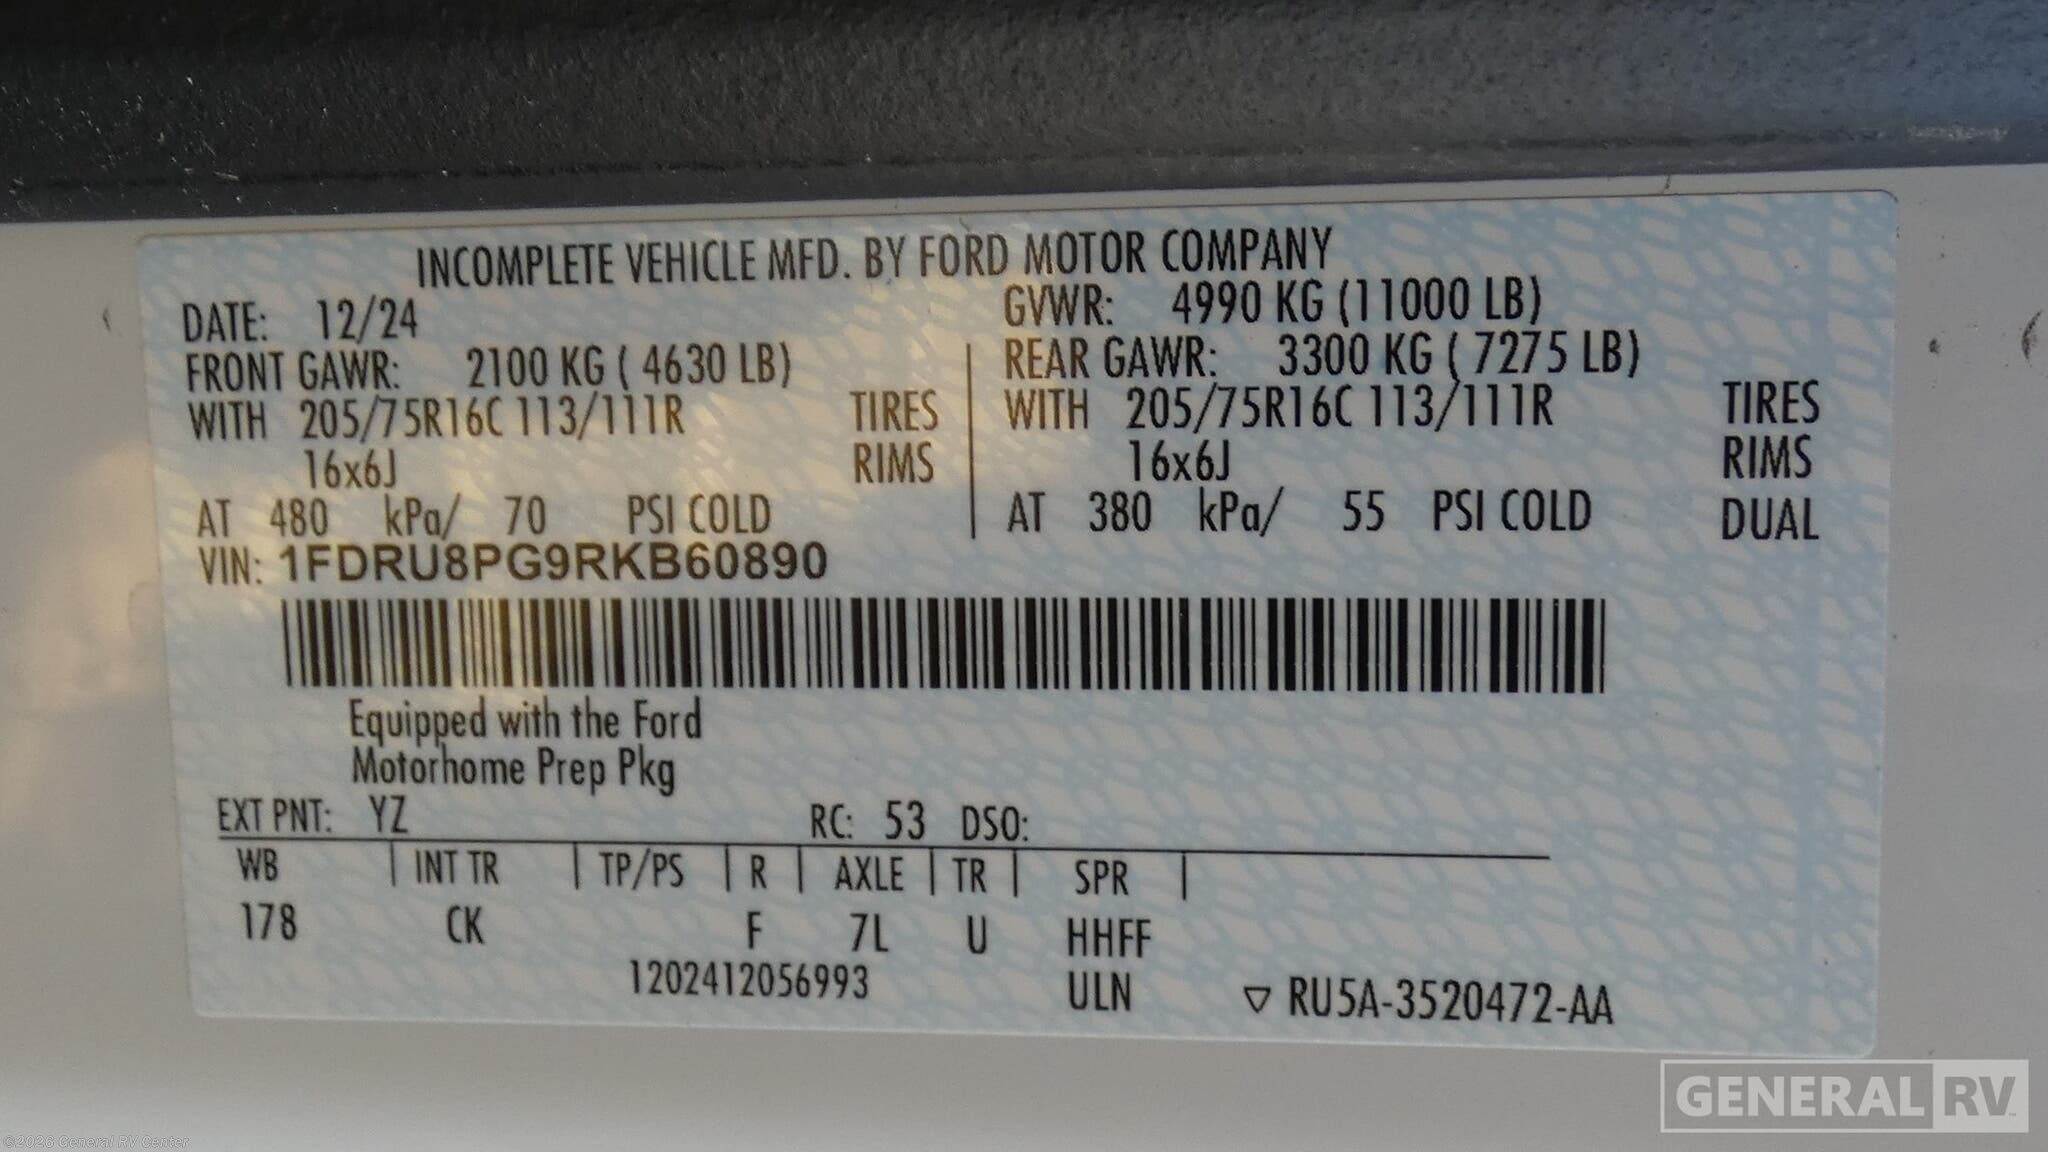 INCOMPLETE VEHICLE MFD. BY FORD MOTOR COMPANY
DATE: 12/24 GVWR: 4990 KG (11000 LB)
FRONT GAWR: 2100 KG ( 4630 LB) REAR GAWR: 3300 KG ( 7275 LB)
WITH 205/75R16C 113/111R TIRES WITH 205/75R16C 113/111R TIRES
16x6J RIMS 16x6J RIMS
AT 480 kPa/ 70 PSI COLD AT 380 kPa/ 55 PSI COLD DUAL
VIN: 1FDRU8PG9RKB60890
Equipped with the Ford
Motorhome Prep Pkg
EXT PNT: YZ RC: 53 DSO:
WB INT TR TP/PS R AXLE TR SPR
178 CK F 7L U HHFF
1202412056993 ULN ▽ RU5A-3520472-AA
GENERAL RV
©2026 General RV Center